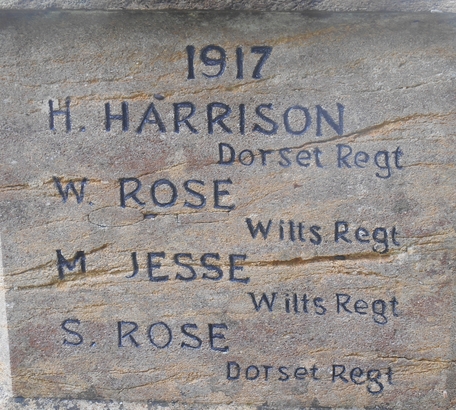 1917
H. HARRISON
Dorset Regt
W. ROSE
Wilts Regt
M JESSE
Wilts Regt
S. ROSE
Dorset Regt